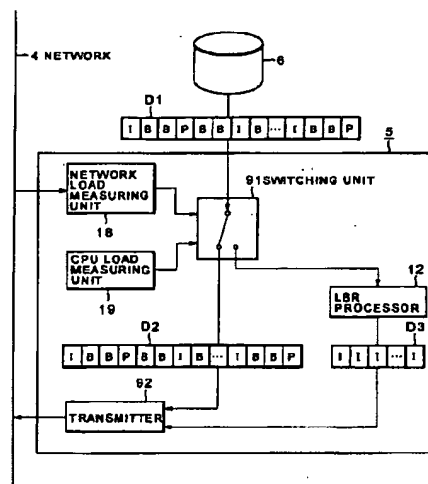 4 NETWORK
6
D1
I B B P B B I B ... I B B P
5
NETWORK
LOAD
MEASURING
UNIT
18
91SWITCHING UNIT
CPU LOAD
MEASURING
UNIT
19
12
LBR
PROCESSOR
D2
I B B P B B I B ... I B B P
D3
I I I ... I
92
TRANSMITTER